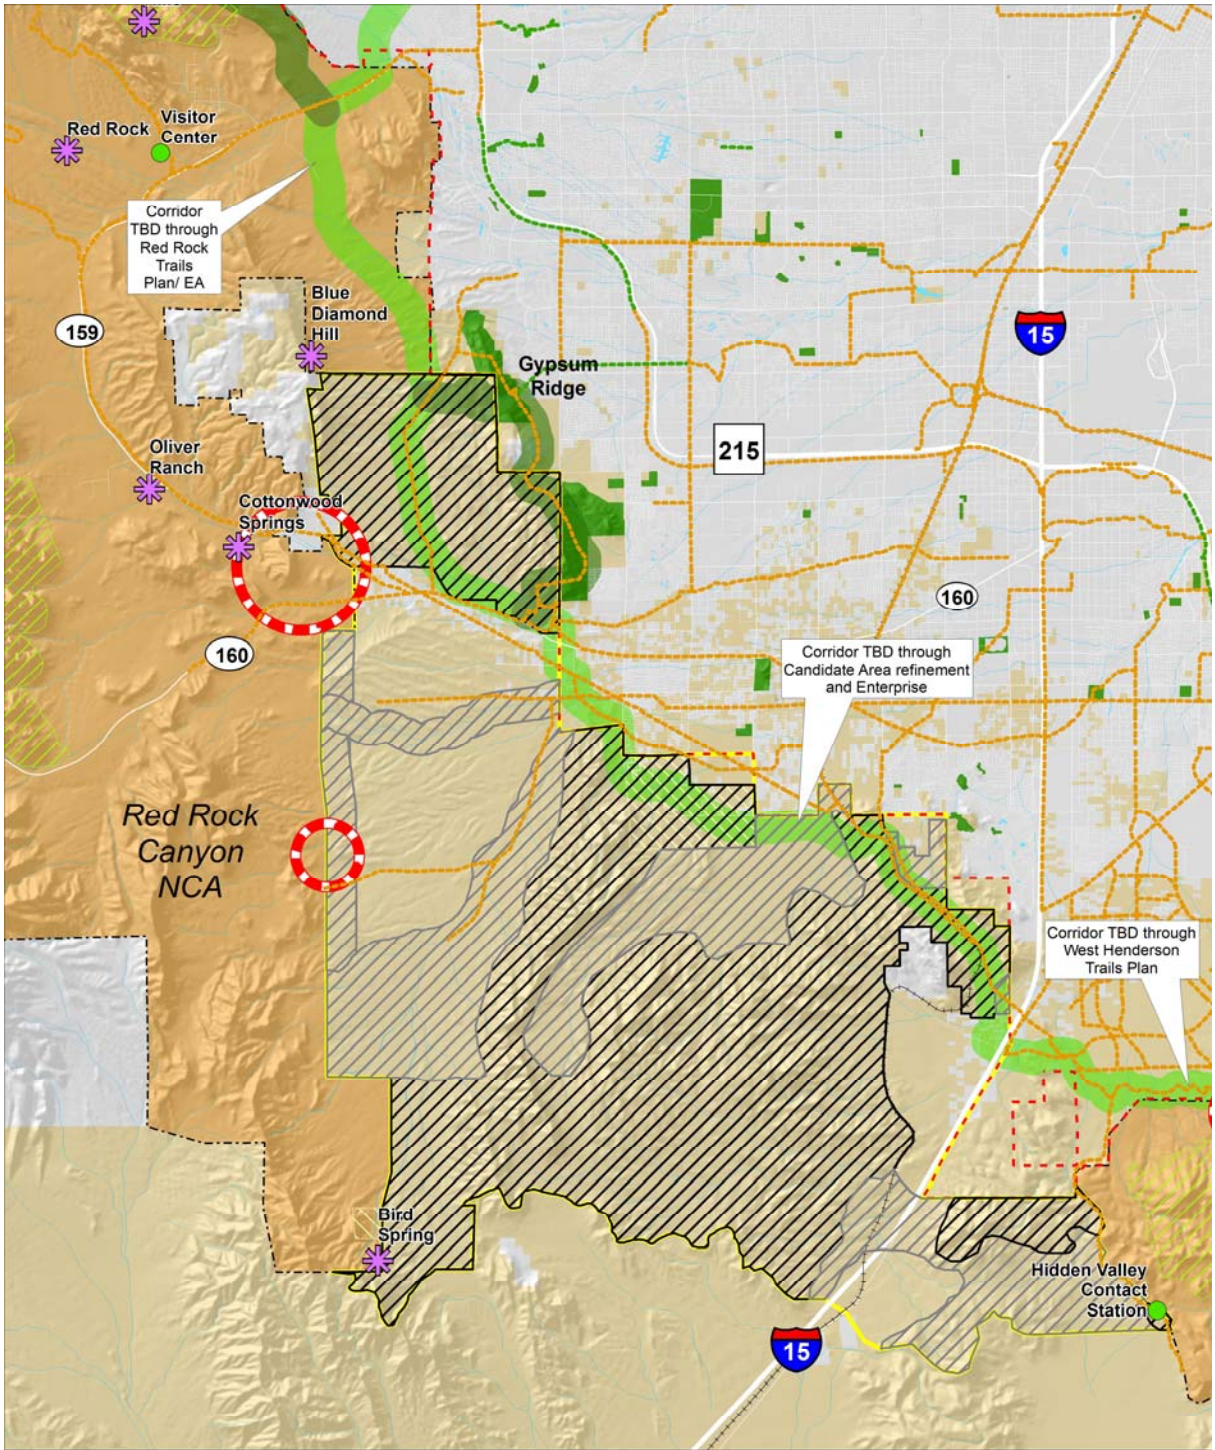 Red Rock
Visitor
Center
Corridor
TBD through
Red Rock
Trails
Plan/ EA
159
Blue
Diamond
Hill
15
Gypsum
Ridge
215
Oliver
Ranch
Cottonwood
Springs
160
160
Corridor TBD through
Candidate Area refinement
and Enterprise
Red Rock
Canyon
NCA
Corridor TBD through
West Henderson
Trails Plan
Bird
Spring
Hidden Valley
Contact
Station
15